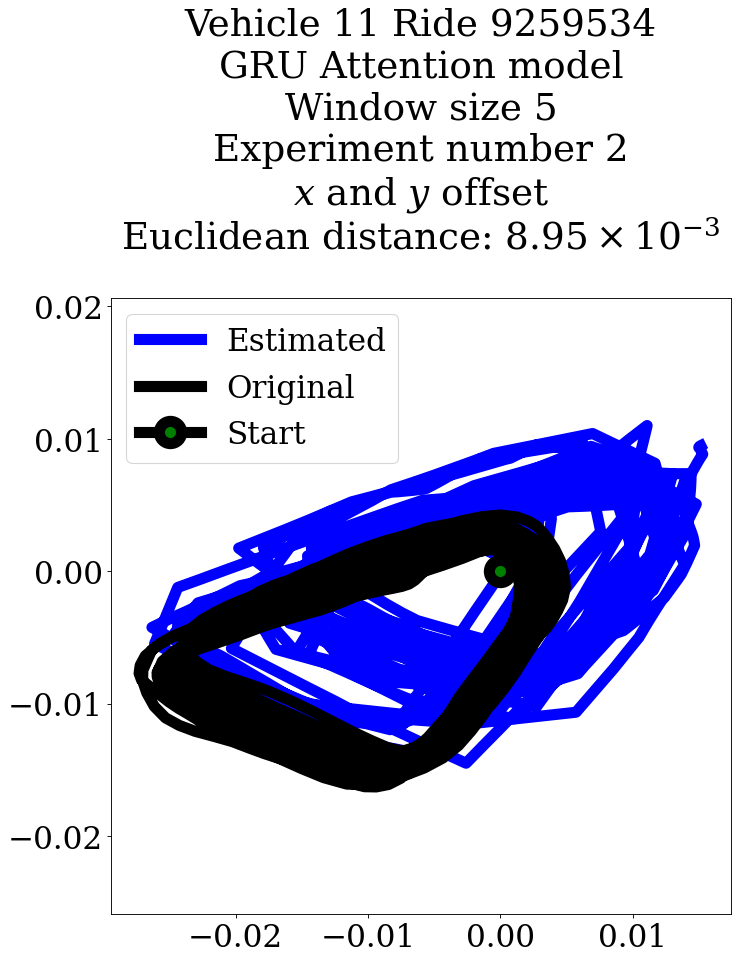 Vehicle 11 Ride 9259534
GRU Attention model
Window size 5
Experiment number 2
x and y offset
Euclidean distance: 8.95 × 10⁻³
0.02
0.01
0.00
−0.01
−0.02
Estimated
Original
Start
−0.02 −0.01 0.00 0.01